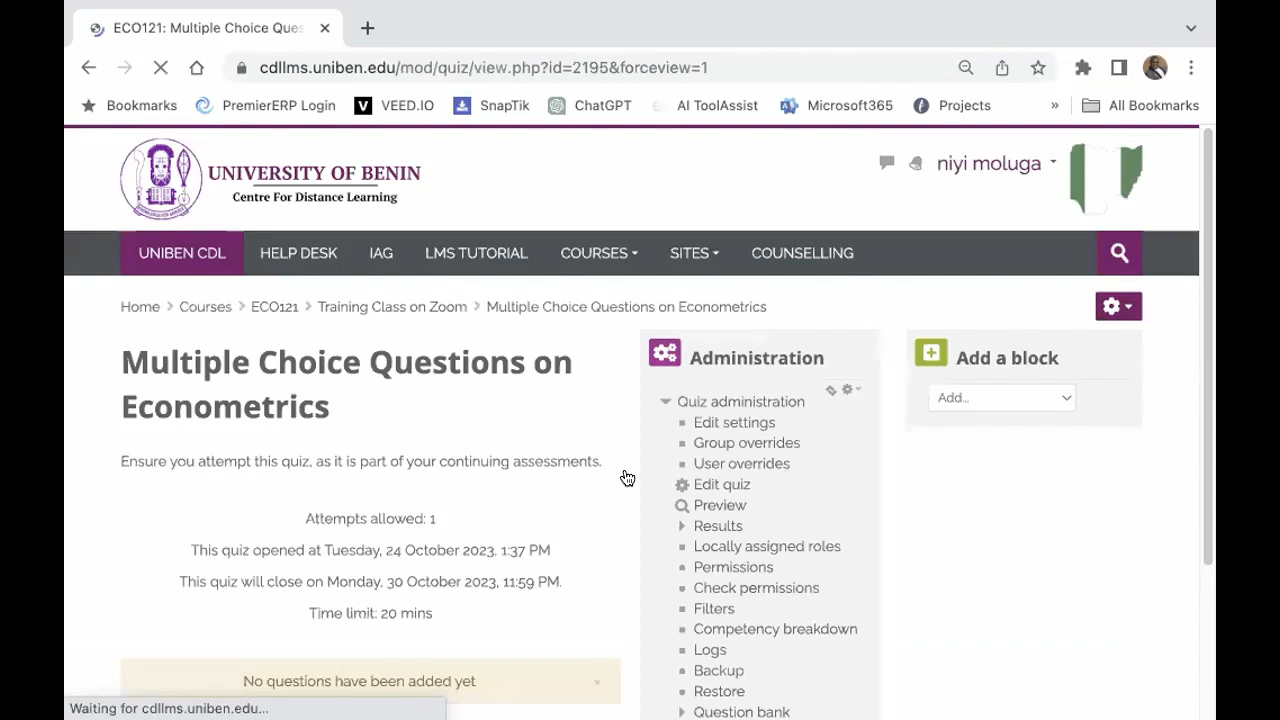 ECO121: Multiple Choice Ques
cdllms.uniben.edu/mod/quiz/view.php?id=2195&forceview=1
Bookmarks PremierERP Login VEED.IO SnapTik ChatGPT AI ToolAssist Microsoft365 Projects » All Bookmarks
UNIVERSITY OF BENIN
Centre For Distance Learning
niyi moluga
UNIBEN CDL HELP DESK IAG LMS TUTORIAL COURSES SITES COUNSELLING
Home Courses ECO121 Training Class on Zoom Multiple Choice Questions on Econometrics
Multiple Choice Questions on
Econometrics
Ensure you attempt this quiz, as it is part of your continuing assessments.
Attempts allowed: 1
This quiz opened at Tuesday, 24 October 2023, 1:37 PM
This quiz will close on Monday, 30 October 2023, 11:59 PM.
Time limit: 20 mins
No questions have been added yet ×
Administration
Quiz administration
Edit settings
Group overrides
User overrides
Edit quiz
Preview
Results
Locally assigned roles
Permissions
Check permissions
Filters
Competency breakdown
Logs
Backup
Restore
Question bank
Add a block
Add...
Waiting for cdllms.uniben.edu...